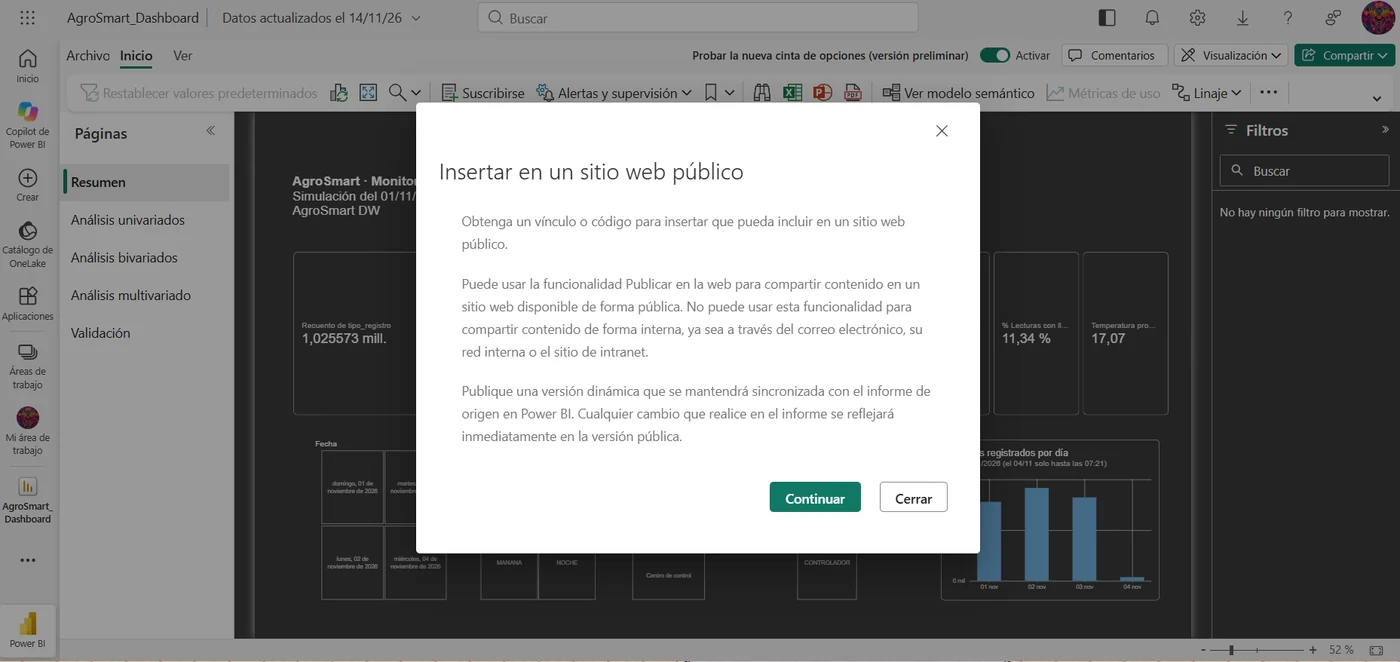 AgroSmart_Dashboard
Datos actualizados el 14/11/26
Buscar
Archivo Inicio Ver
Probar la nueva cinta de opciones (versión preliminar)
Activar
Comentarios
Visualización
Compartir
Restablecer valores predeterminados
Suscribirse
Alertas y supervisión
Ver modelo semántico
Métricas de uso
Linaje
Inicio
Copilot de
Power BI
Crear
Catálogo de
OneLake
Aplicaciones
Áreas de
trabajo
Mi área de
trabajo
AgroSmart_
Dashboard
Power BI
Páginas
Resumen
Análisis univariados
Análisis bivariados
Análisis multivariado
Validación
AgroSmart · Monitor
Simulación del 01/11/
AgroSmart DW
Recuento de tipo_registro
1,025573 mill.
% Lecturas con fl...
11,34 %
Temperatura pro...
17,07
Fecha
domingo, 01 de
noviembre de 2026
martes
noviembre
lunes, 02 de
noviembre de 2026
miércoles, 04 de
noviembre de 2026
MAÑANA
NOCHE
Centro de control
CONTROLADOR
s registrados por día
/2026 (el 04/11 solo hasta las 07:21)
0 mil
01 nov
02 nov
03 nov
04 nov
Insertar en un sitio web público
Obtenga un vínculo o código para insertar que pueda incluir en un sitio web
público.
Puede usar la funcionalidad Publicar en la web para compartir contenido en un
sitio web disponible de forma pública. No puede usar esta funcionalidad para
compartir contenido de forma interna, ya sea a través del correo electrónico, su
red interna o el sitio de intranet.
Publique una versión dinámica que se mantendrá sincronizada con el informe de
origen en Power BI. Cualquier cambio que realice en el informe se reflejará
inmediatamente en la versión pública.
Continuar
Cerrar
Filtros
Buscar
No hay ningún filtro para mostrar.
52 %